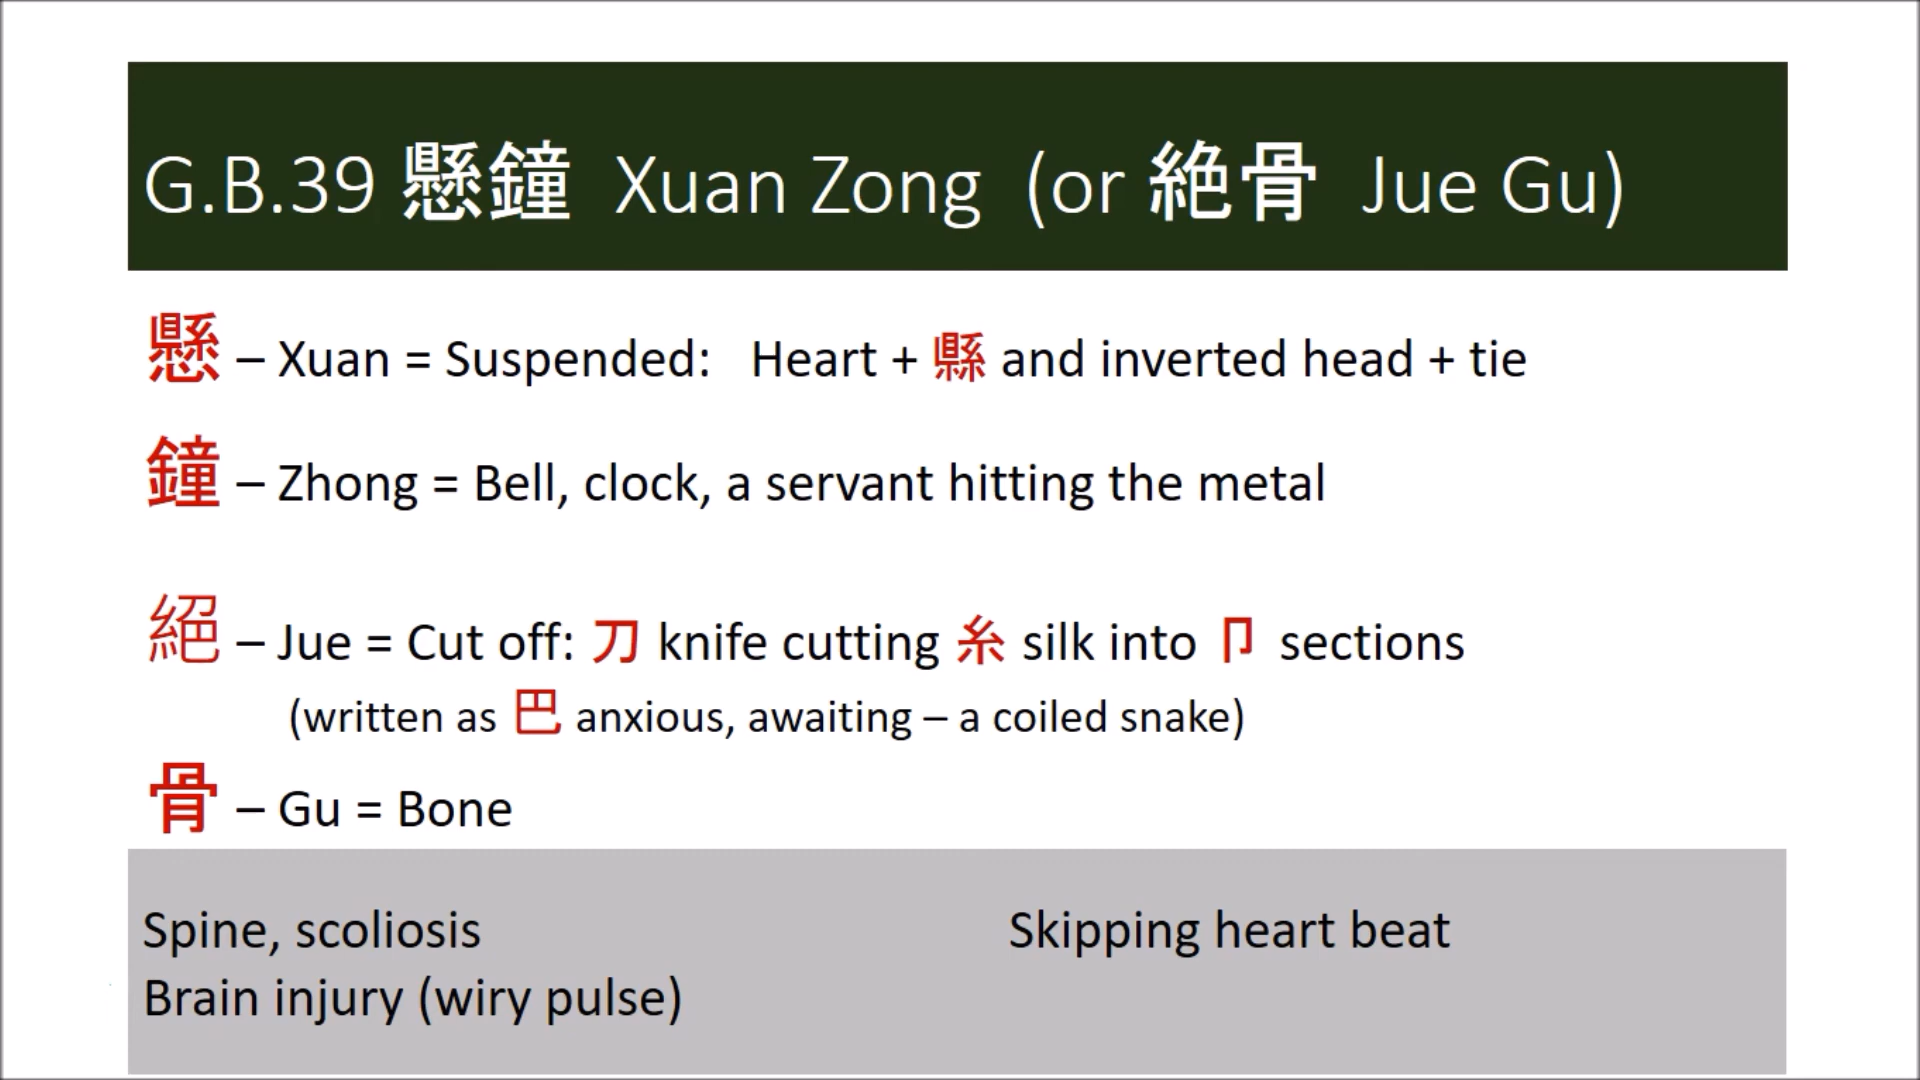 G.B.39 懸鐘 Xuan Zong (or 絶骨 Jue Gu)
懸 – Xuan = Suspended: Heart + 縣 and inverted head + tie
鐘 – Zhong = Bell, clock, a servant hitting the metal
絕 – Jue = Cut off: 刀 knife cutting 糸 silk into 卩 sections
(written as 巴 anxious, awaiting – a coiled snake)
骨 – Gu = Bone
Spine, scoliosis
Skipping heart beat
Brain injury (wiry pulse)